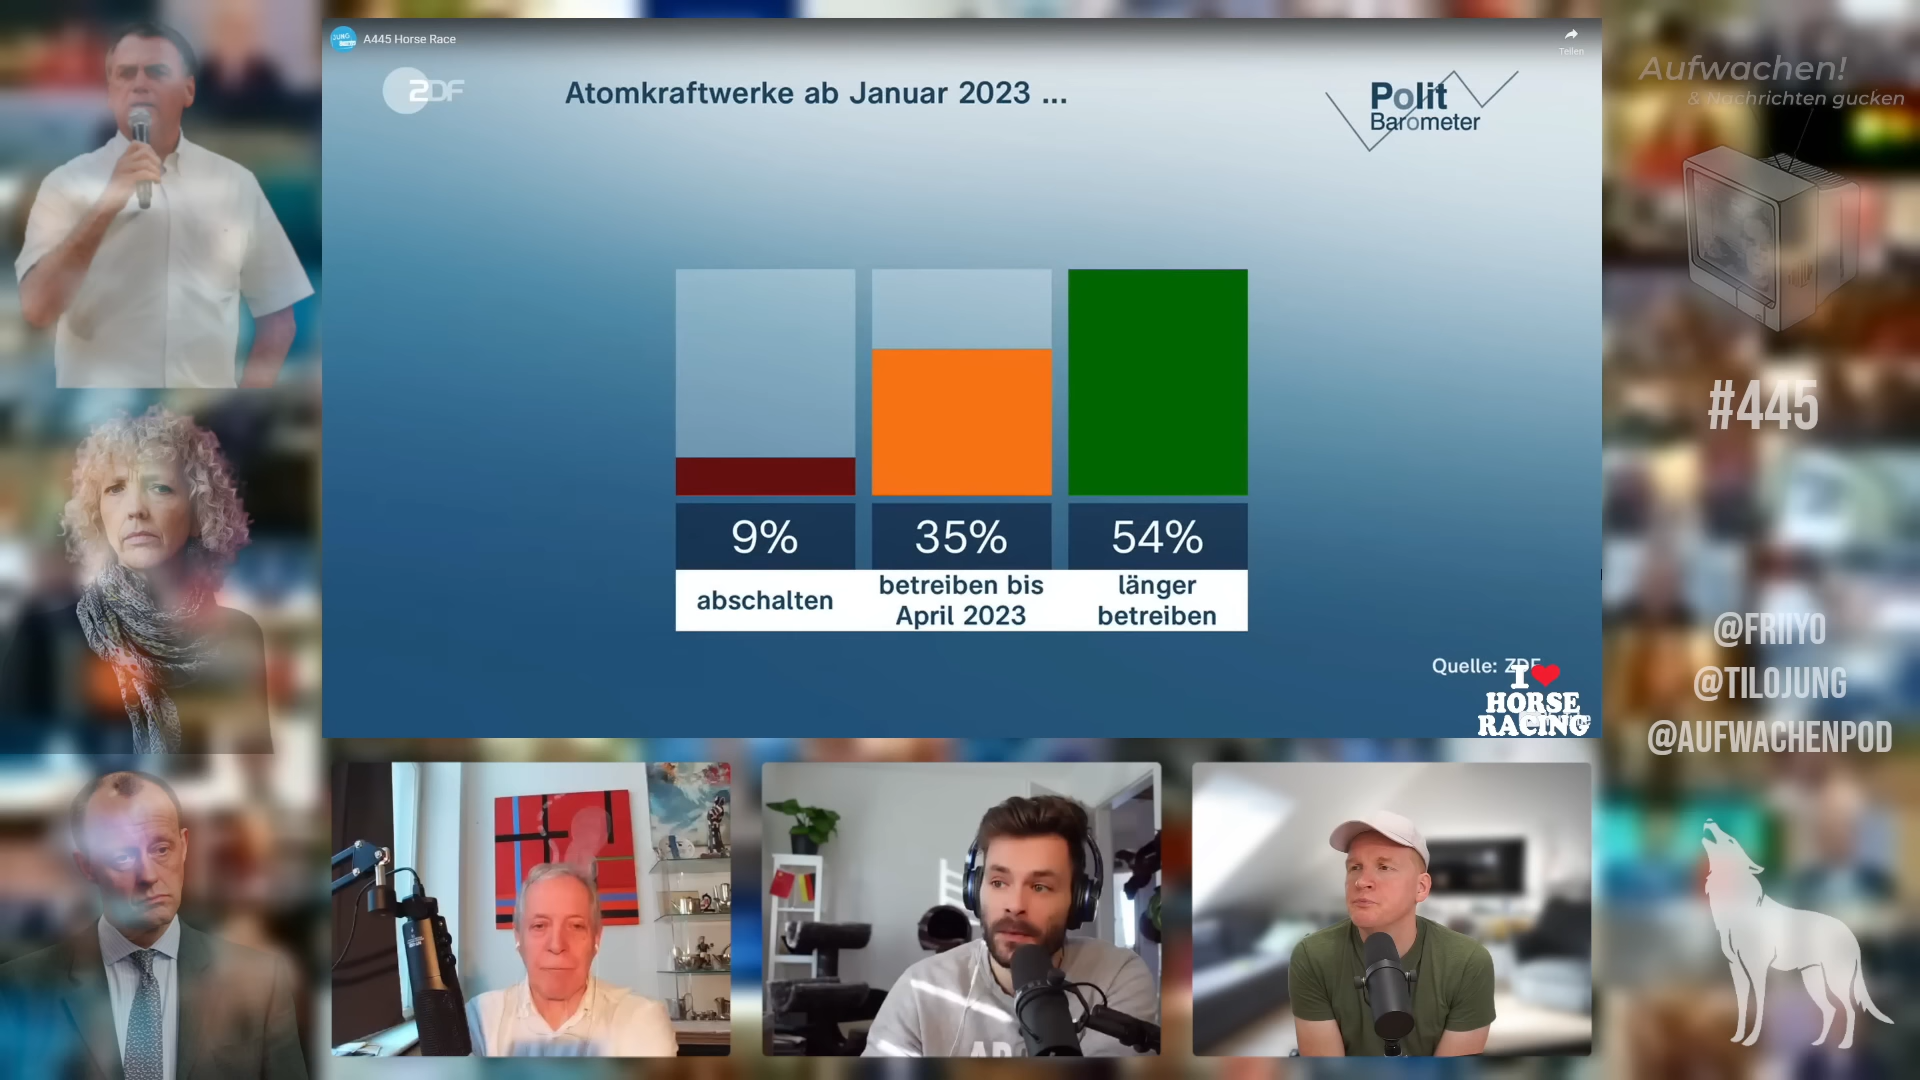 A445 Horse Race
Teilen
ZDF
Atomkraftwerke ab Januar 2023 ...
Polit
Barometer
9%
35%
54%
abschalten
betreiben bis
April 2023
länger
betreiben
Quelle: ZDF
I
HORSE
RACING
Aufwachen!
& Nachrichten gucken
#445
@FRIIYO
@TILOJUNG
@AUFWACHENPOD